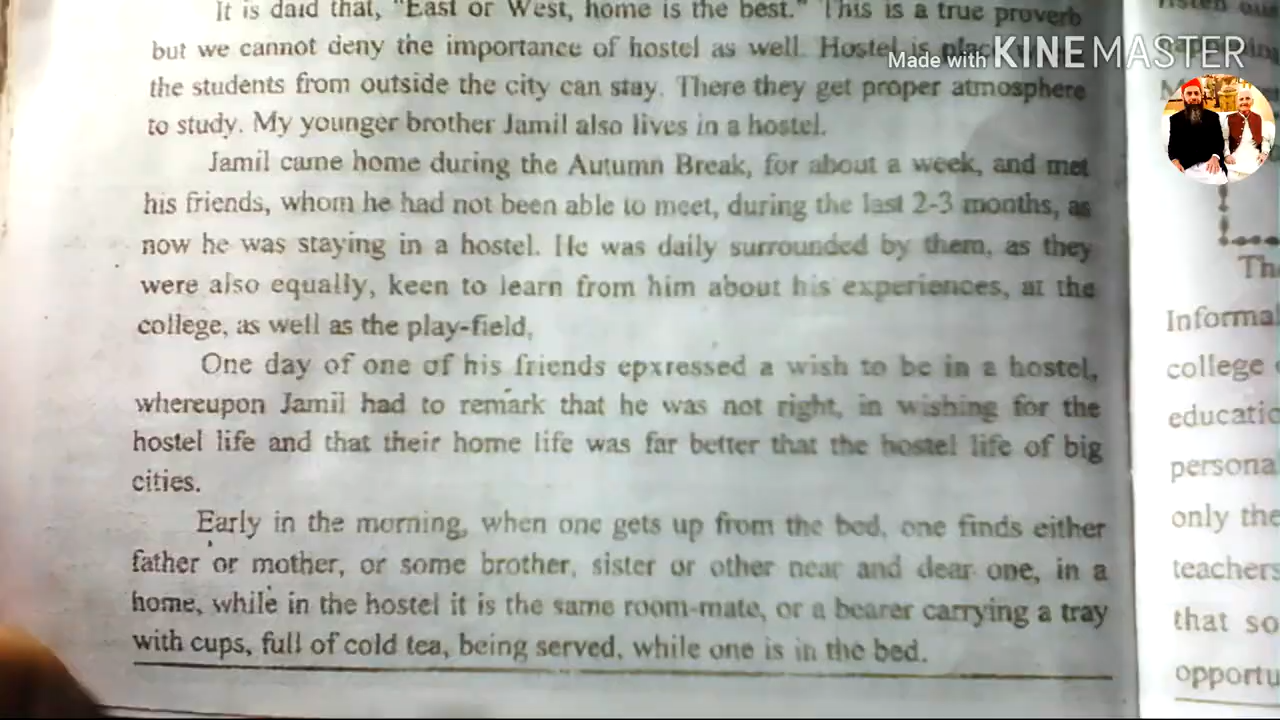 It is daid that, "East or West, home is the best." This is a true proverb
but we cannot deny the importance of hostel as well. Hostel is
the students from outside the city can stay. There they get proper atmosphere
to study. My younger brother Jamil also lives in a hostel.
Jamil came home during the Autumn Break, for about a week, and met
his friends, whom he had not been able to meet, during the last 2-3 months, as
now he was staying in a hostel. He was daily surrounded by them, as they
were also equally, keen to learn from him about his experiences, at the
college, as well as the play-field,
One day of one of his friends epxressed a wish to be in a hostel,
whereupon Jamil had to remark that he was not right, in wishing for the
hostel life and that their home life was far better that the hostel life of big
cities.
Early in the morning, when one gets up from the bed, one finds either
father or mother, or some brother, sister or other near and dear one, in a
home, while in the hostel it is the same room-mate, or a bearer carrying a tray
with cups, full of cold tea, being served, while one is in the bed.
Made with KINEMASTER
Informa
college
educatio
persona
only the
teachers
that so
opportu